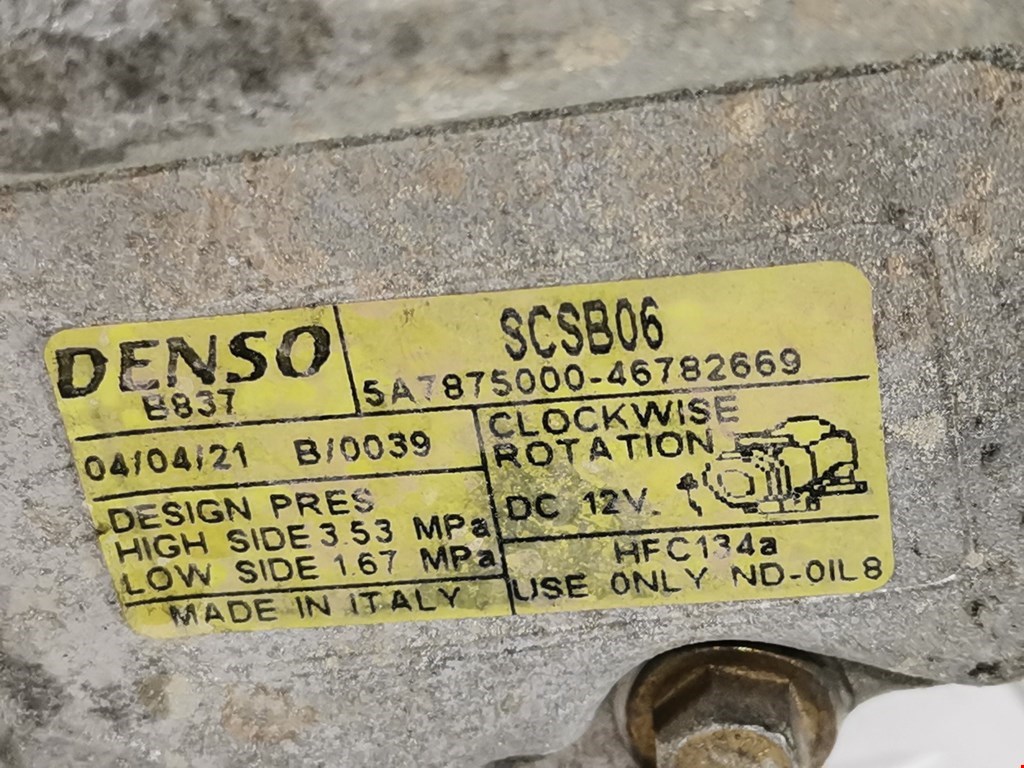 DENSO
B837
SCSB06
5A7875000-46782669
04/04/21 B/0039
CLOCKWISE
ROTATION
DC 12V.
DESIGN PRES
HIGH SIDE 3.53 MPa
LOW SIDE 1.67 MPa
HFC134a
USE ONLY ND-OIL8
MADE IN ITALY